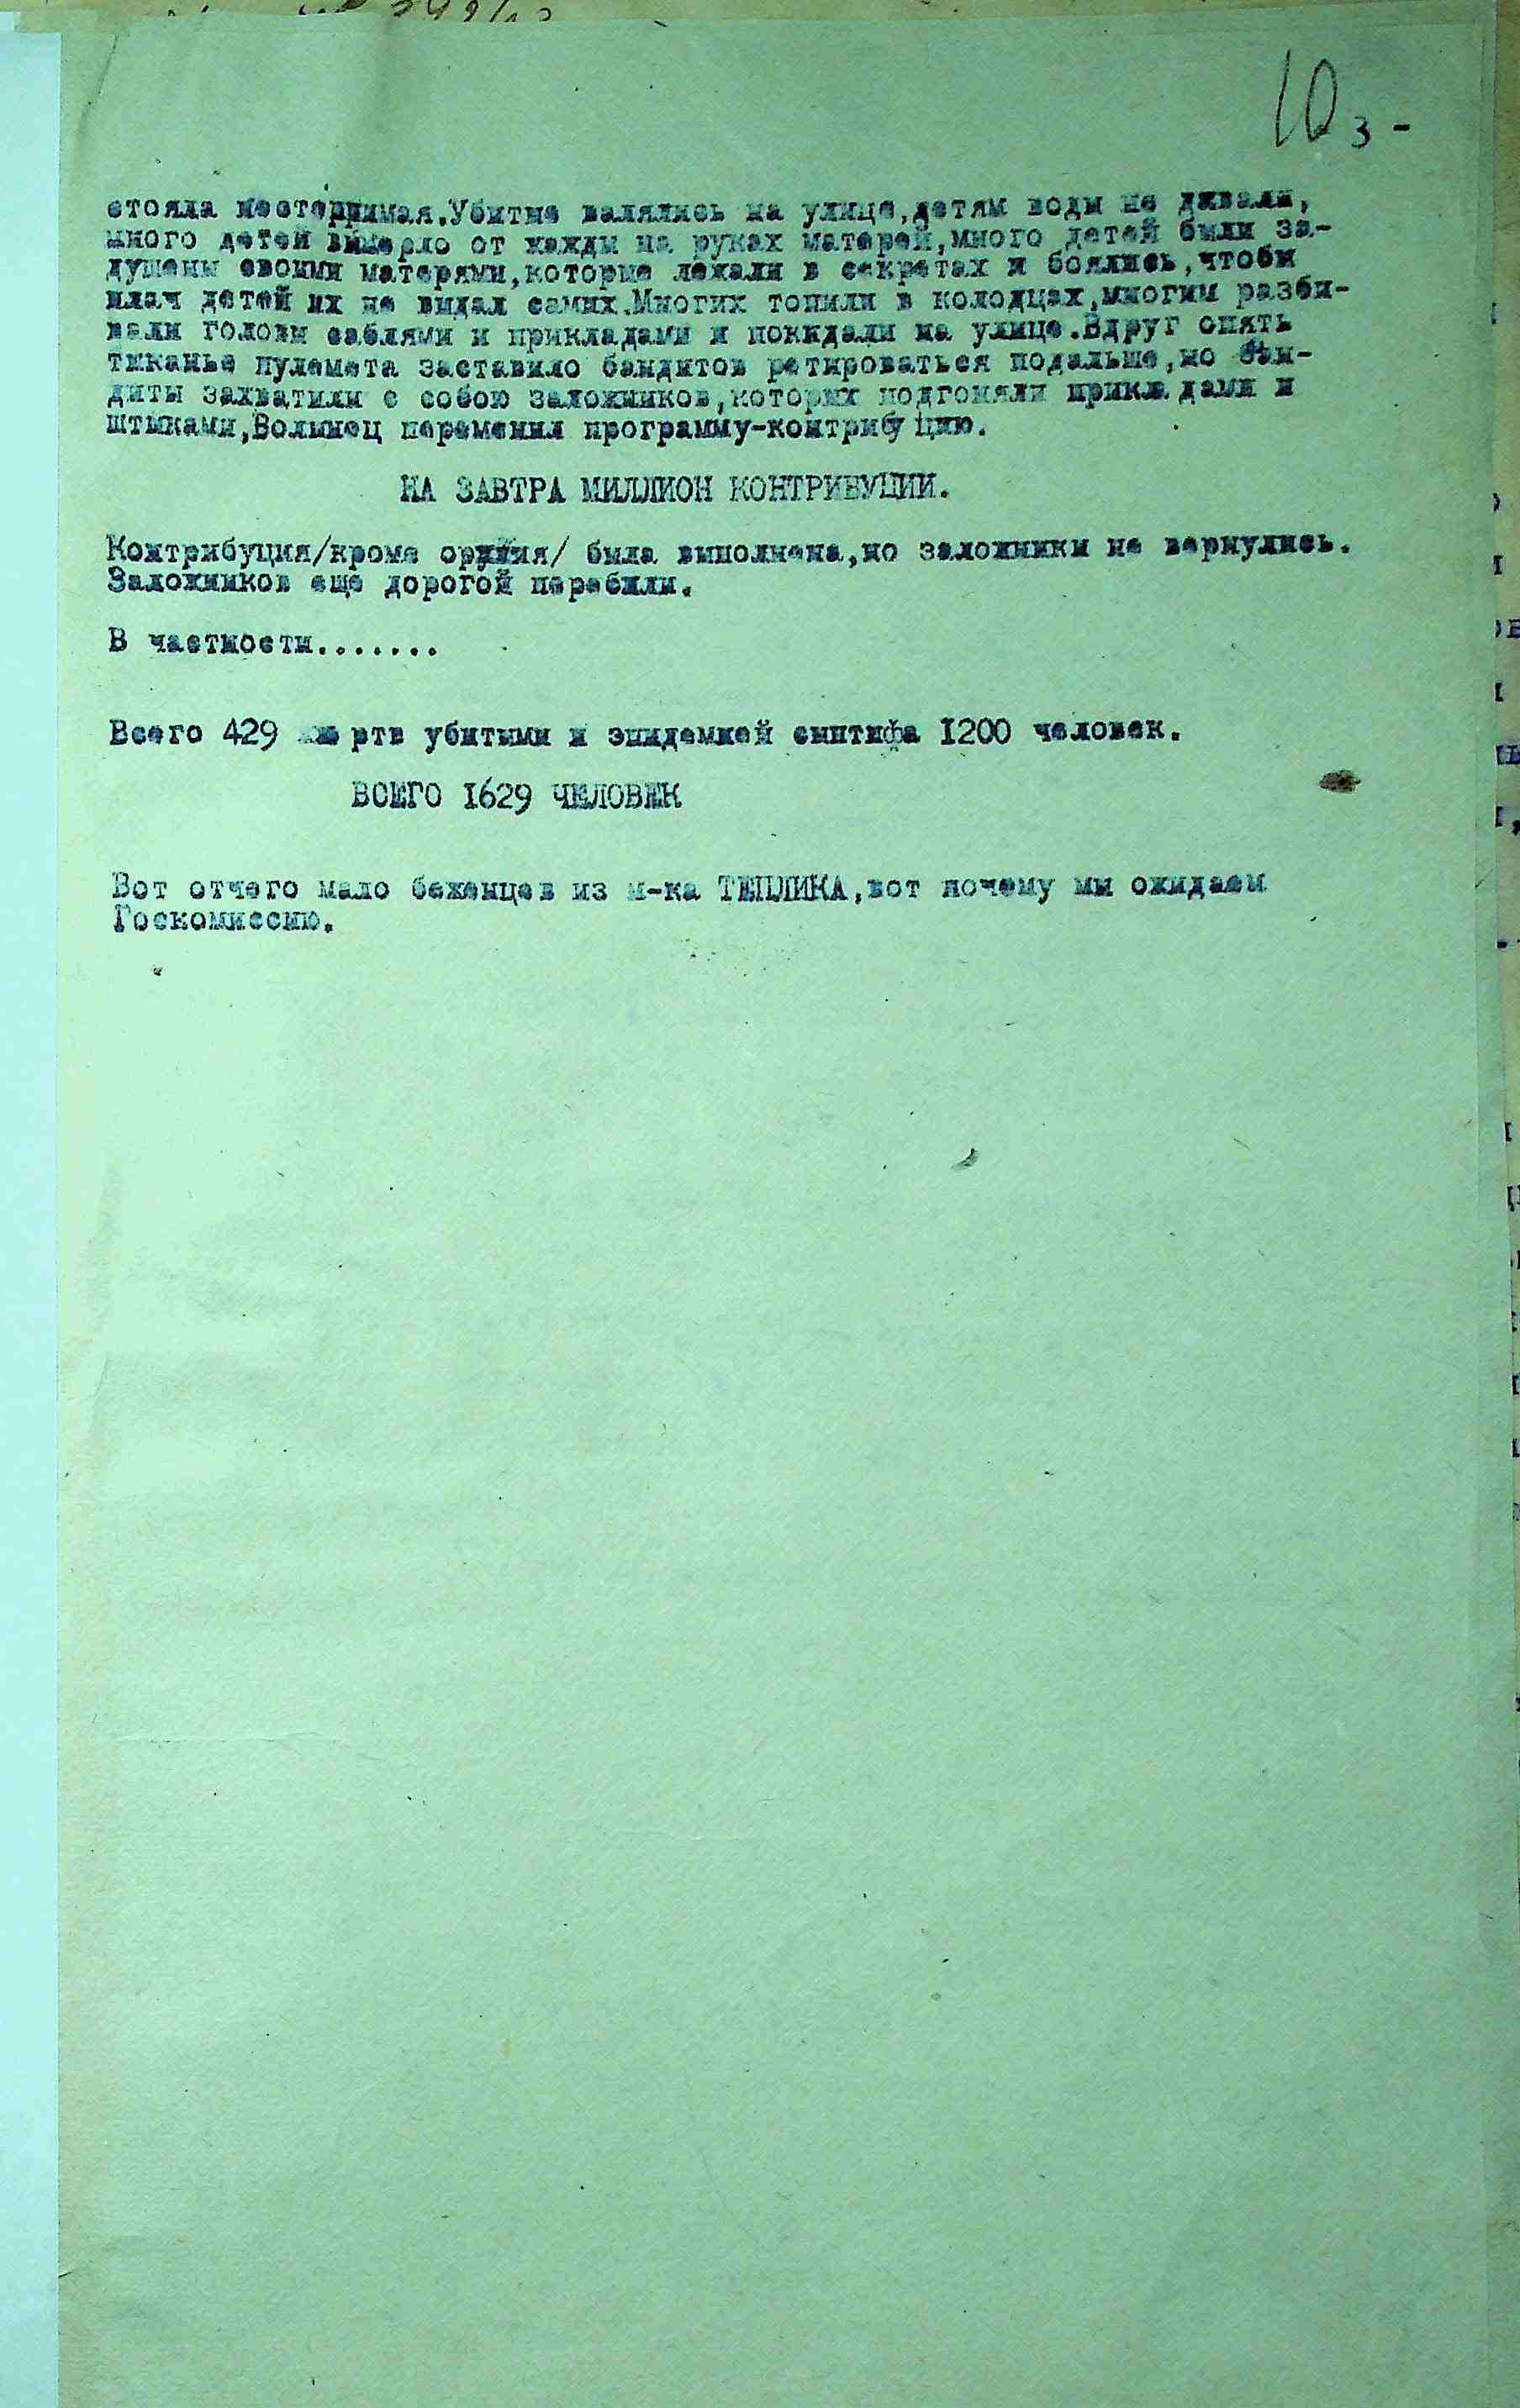 10 3 -
стояла нестерпимая.Убитые валялись на улице,детям воды не давали,
много детей вымерло от жажды на руках матерей,много детей были за-
душены своими матерями,которые лежали в секретах и боялись,чтобы
плач детей их не выдал самих.Многих топили в колодцах,многим разби-
вали головы саблями и прикладами и покидали на улице.Вдруг опять
тиканье пулемета заставило бандитов ретироваться подальше,но бан-
диты захватили с собою заложников,которых подгоняли прикладами и
штыками,Волынец переменил программу-контрибуцию.
НА ЗАВТРА МИЛЛИОН КОНТРИБУЦИИ.
Контрибуция/кроме оружия/ была выполнена,но заложники не вернулись.
Заложников еще дорогой перебили.
В частности.......
Всего 429 жертв убитыми и эпидемией сыптифа 1200 человек.
ВСЕГО 1629 ЧЕЛОВЕК
Вот отчего мало беженцев из м-ка ТЕПЛИКА,вот почему мы ожидаем
Госкомиссию.